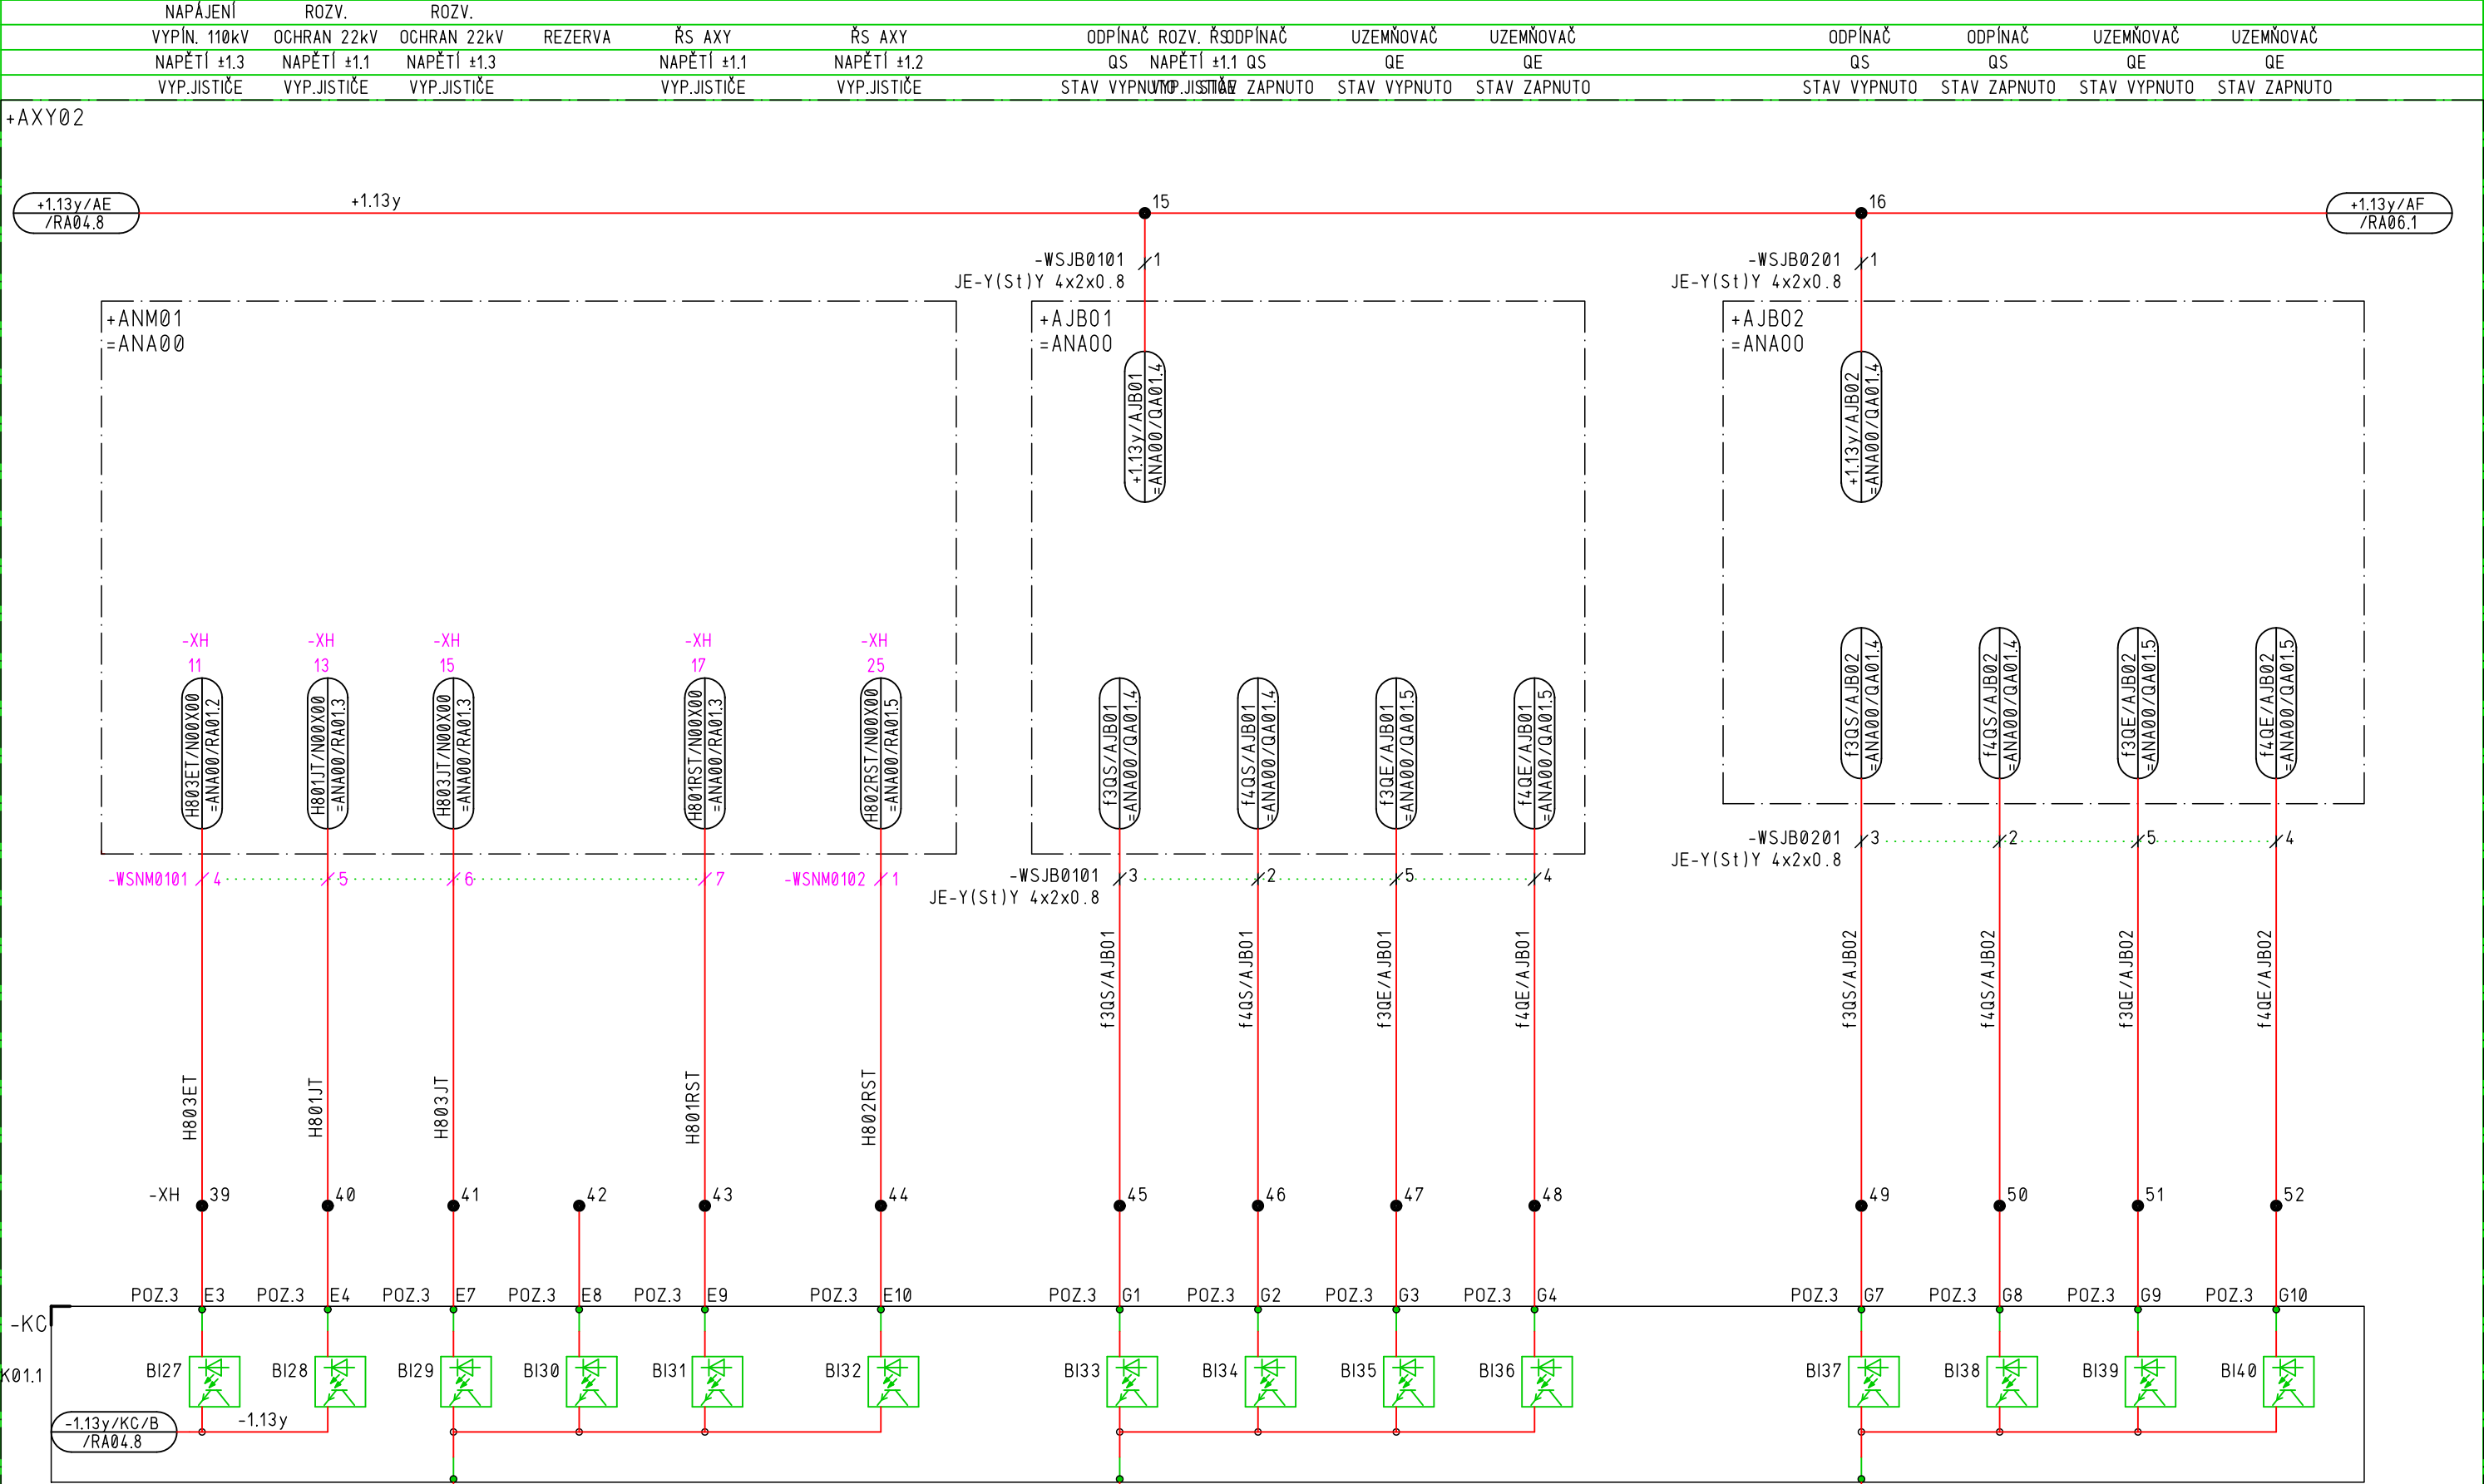 NAPÁJENÍ ROZV. ROZV.
VYPÍN. 110kV OCHRAN 22kV OCHRAN 22kV REZERVA ŘS AXY ŘS AXY ODPÍNAČ ROZV. ŘS ODPÍNAČ UZEMŇOVAČ UZEMŇOVAČ ODPÍNAČ ODPÍNAČ UZEMŇOVAČ UZEMŇOVAČ
NAPĚTÍ ±1.3 NAPĚTÍ ±1.1 NAPĚTÍ ±1.3 NAPĚTÍ ±1.1 NAPĚTÍ ±1.2 QS NAPĚTÍ ±1.1 QS QE QE QS QS QE QE
VYP.JISTIČE VYP.JISTIČE VYP.JISTIČE VYP.JISTIČE VYP.JISTIČE STAV VYPNUTO VYP.JISTIČE STAV ZAPNUTO STAV VYPNUTO STAV ZAPNUTO STAV VYPNUTO STAV ZAPNUTO STAV VYPNUTO STAV ZAPNUTO
+AXY02
+1.13y/AE
/RA04.8
+1.13y
15
16
+1.13y/AF
/RA06.1
-WSJB0101 1
JE-Y(St)Y 4x2x0.8
-WSJB0201 1
JE-Y(St)Y 4x2x0.8
+ANM01
=ANA00
+AJB01
=ANA00
+AJB02
=ANA00
+1.13y/AJB01
=ANA00/QA01.4
+1.13y/AJB02
=ANA00/QA01.4
-XH -XH -XH -XH -XH
11 13 15 17 25
H803ET/N00X00
=ANA00/RA01.2
H801JT/N00X00
=ANA00/RA01.3
H803JT/N00X00
=ANA00/RA01.3
H801RST/N00X00
=ANA00/RA01.3
H802RST/N00X00
=ANA00/RA01.5
f3QS/AJB01
=ANA00/QA01.4
f4QS/AJB01
=ANA00/QA01.4
f3QE/AJB01
=ANA00/QA01.5
f4QE/AJB01
=ANA00/QA01.5
f3QS/AJB02
=ANA00/QA01.4
f4QS/AJB02
=ANA00/QA01.4
f3QE/AJB02
=ANA00/QA01.5
f4QE/AJB02
=ANA00/QA01.5
-WSJB0201 3 2 5 4
JE-Y(St)Y 4x2x0.8
-WSNM0101 4 5 6 7 -WSNM0102 1
-WSJB0101 3 2 5 4
JE-Y(St)Y 4x2x0.8
H803ET
H801JT
H803JT
H801RST
H802RST
f3QS/AJB01
f4QS/AJB01
f3QE/AJB01
f4QE/AJB01
f3QS/AJB02
f4QS/AJB02
f3QE/AJB02
f4QE/AJB02
-XH 39 40 41 42 43 44 45 46 47 48 49 50 51 52
POZ.3 E3 POZ.3 E4 POZ.3 E7 POZ.3 E8 POZ.3 E9 POZ.3 E10 POZ.3 G1 POZ.3 G2 POZ.3 G3 POZ.3 G4 POZ.3 G7 POZ.3 G8 POZ.3 G9 POZ.3 G10
-KC
K01.1
BI27 BI28 BI29 BI30 BI31 BI32 BI33 BI34 BI35 BI36 BI37 BI38 BI39 BI40
-1.13y/KC/B
/RA04.8
-1.13y